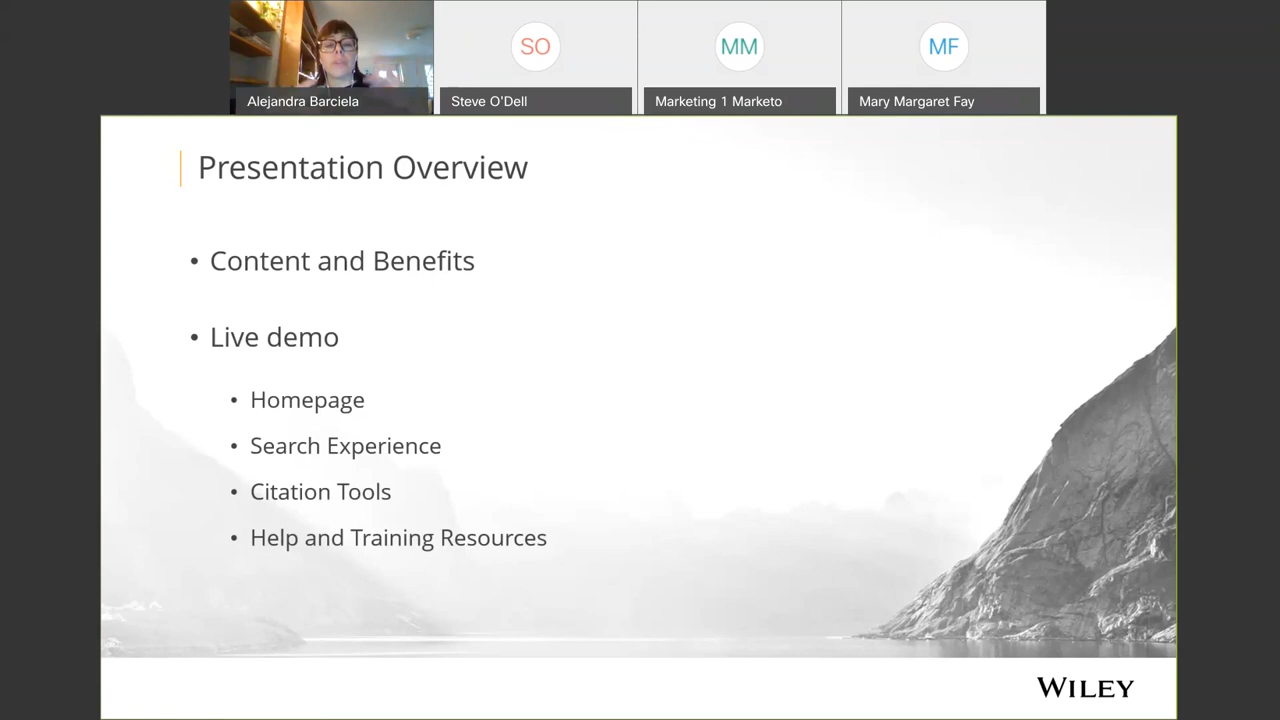 SO
MM
MF
Alejandra Barciela
Steve O'Dell
Marketing 1 Marketo
Mary Margaret Fay
Presentation Overview
• Content and Benefits
• Live demo
• Homepage
• Search Experience
• Citation Tools
• Help and Training Resources
WILEY